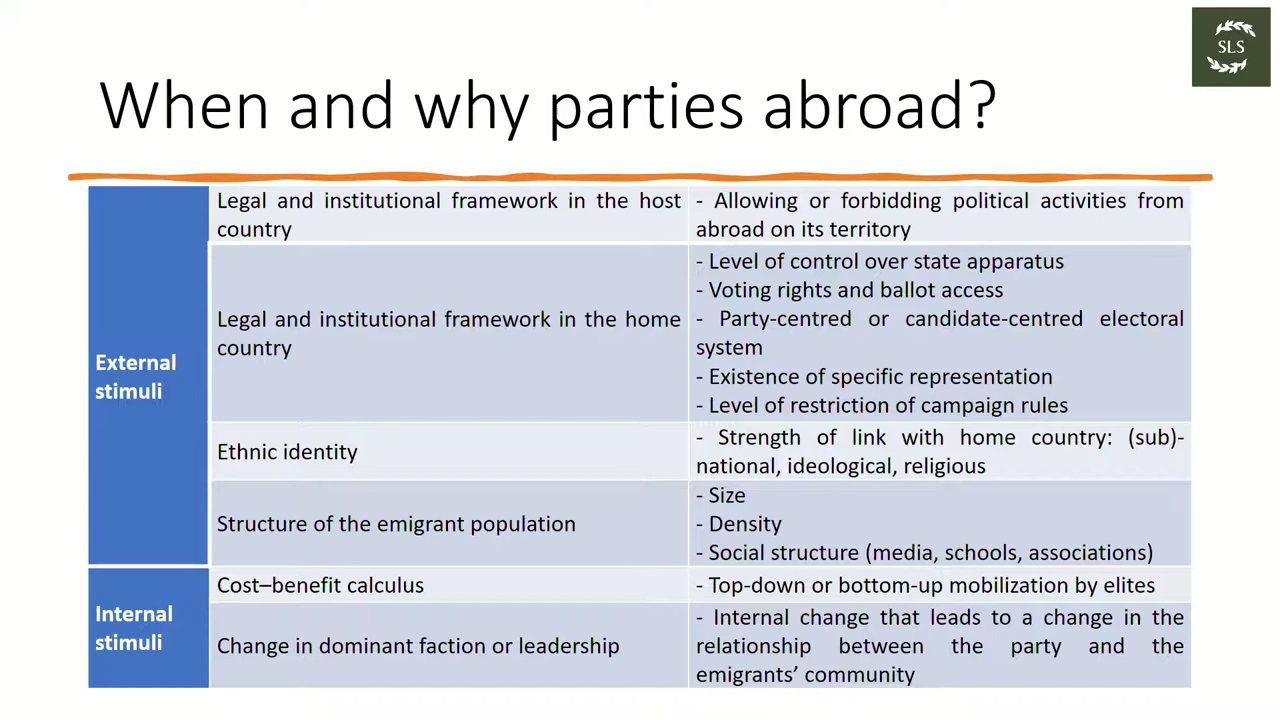 SLS
When and why parties abroad?
External
stimuli
Legal and institutional framework in the host
country
- Allowing or forbidding political activities from
abroad on its territory
Legal and institutional framework in the home
country
- Level of control over state apparatus
- Voting rights and ballot access
- Party-centred or candidate-centred electoral
system
- Existence of specific representation
- Level of restriction of campaign rules
Ethnic identity
- Strength of link with home country: (sub)-
national, ideological, religious
Structure of the emigrant population
- Size
- Density
- Social structure (media, schools, associations)
Internal
stimuli
Cost–benefit calculus
- Top-down or bottom-up mobilization by elites
Change in dominant faction or leadership
- Internal change that leads to a change in the
relationship between the party and the
emigrants’ community